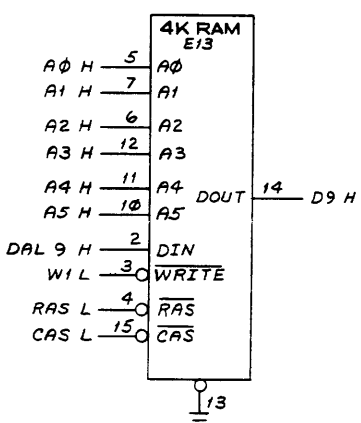 4K RAM
E13
AØ H 5 AØ
A1 H 7 A1
A2 H 6 A2
A3 H 12 A3
A4 H 11 A4
A5 H 1Ø A5
DOUT 14 D9 H
DAL 9 H 2 DIN
W1 L 3 WRITE
RAS L 4 RAS
CAS L 15 CAS
13